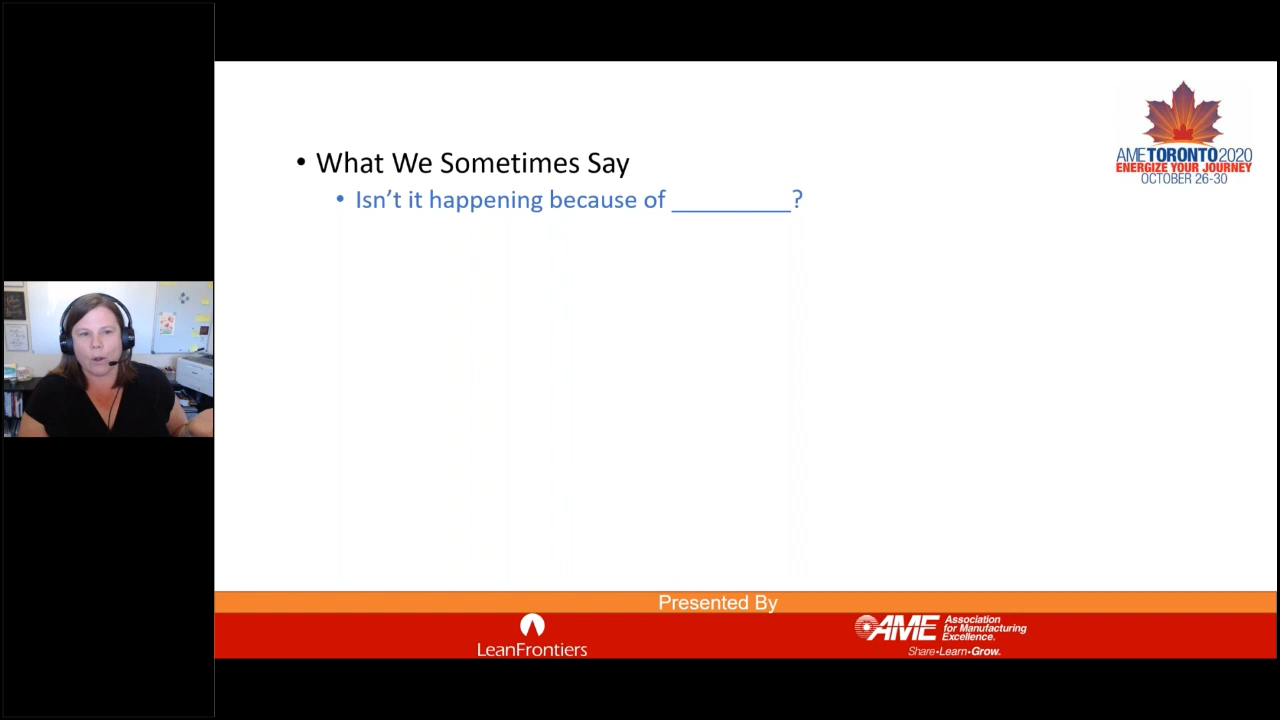 • What We Sometimes Say
• Isn't it happening because of _________?
AMETORONTO2020
ENERGIZE YOUR JOURNEY
OCTOBER 26-30
Presented By
LeanFrontiers
AME Association
for Manufacturing
Excellence.
Share•Learn•Grow.